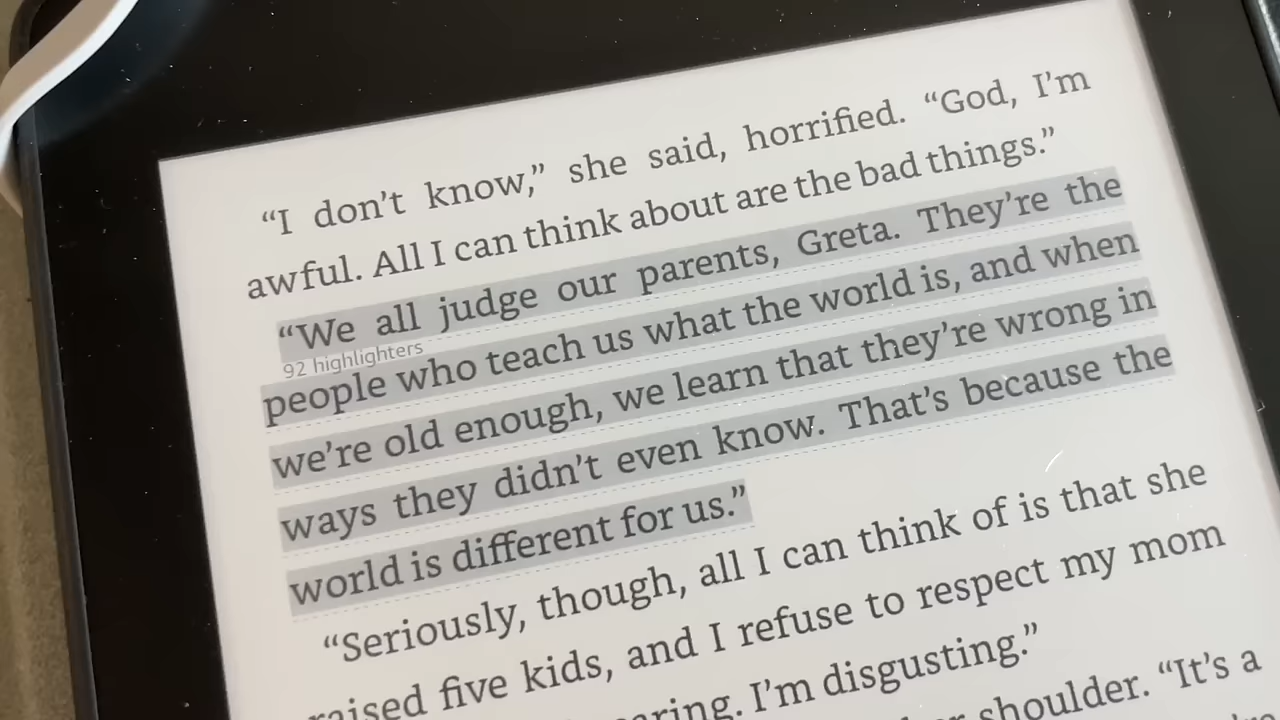 “I don’t know,” she said, horrified. “God, I’m
awful. All I can think about are the bad things.”
“We all judge our parents, Greta. They’re the
92 highlighters
people who teach us what the world is, and when
we’re old enough, we learn that they’re wrong in
ways they didn’t even know. That’s because the
world is different for us.”
“Seriously, though, all I can think of is that she
raised five kids, and I refuse to respect my mom
I’m disgusting.”
shoulder. “It’s a